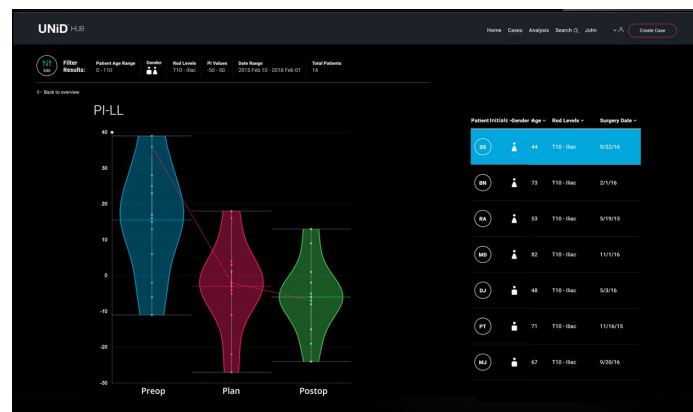 UNiD HUB
Home Cases Analysis Search John Create Case
Edit
Filter Results:
Patient Age Range
0 - 110
Gender
Rod Levels
T10 - Iliac
PI Values
-50 - 50
Date Range
2015 Feb 10 - 2018 Feb 01
Total Patients
14
Back to overview
PI-LL
40
30
20
10
0
-10
-20
-30
Preop Plan Postop
Patient Initials Gender Age Rod Levels Surgery Date
SS 44 T10 - Iliac 9/22/16
BN 73 T10 - Iliac 2/1/16
RA 53 T10 - Iliac 5/19/15
MD 82 T10 - Iliac 11/1/16
DJ 48 T10 - Iliac 5/3/16
PT 71 T10 - Iliac 11/16/15
MJ 67 T10 - Iliac 9/20/16